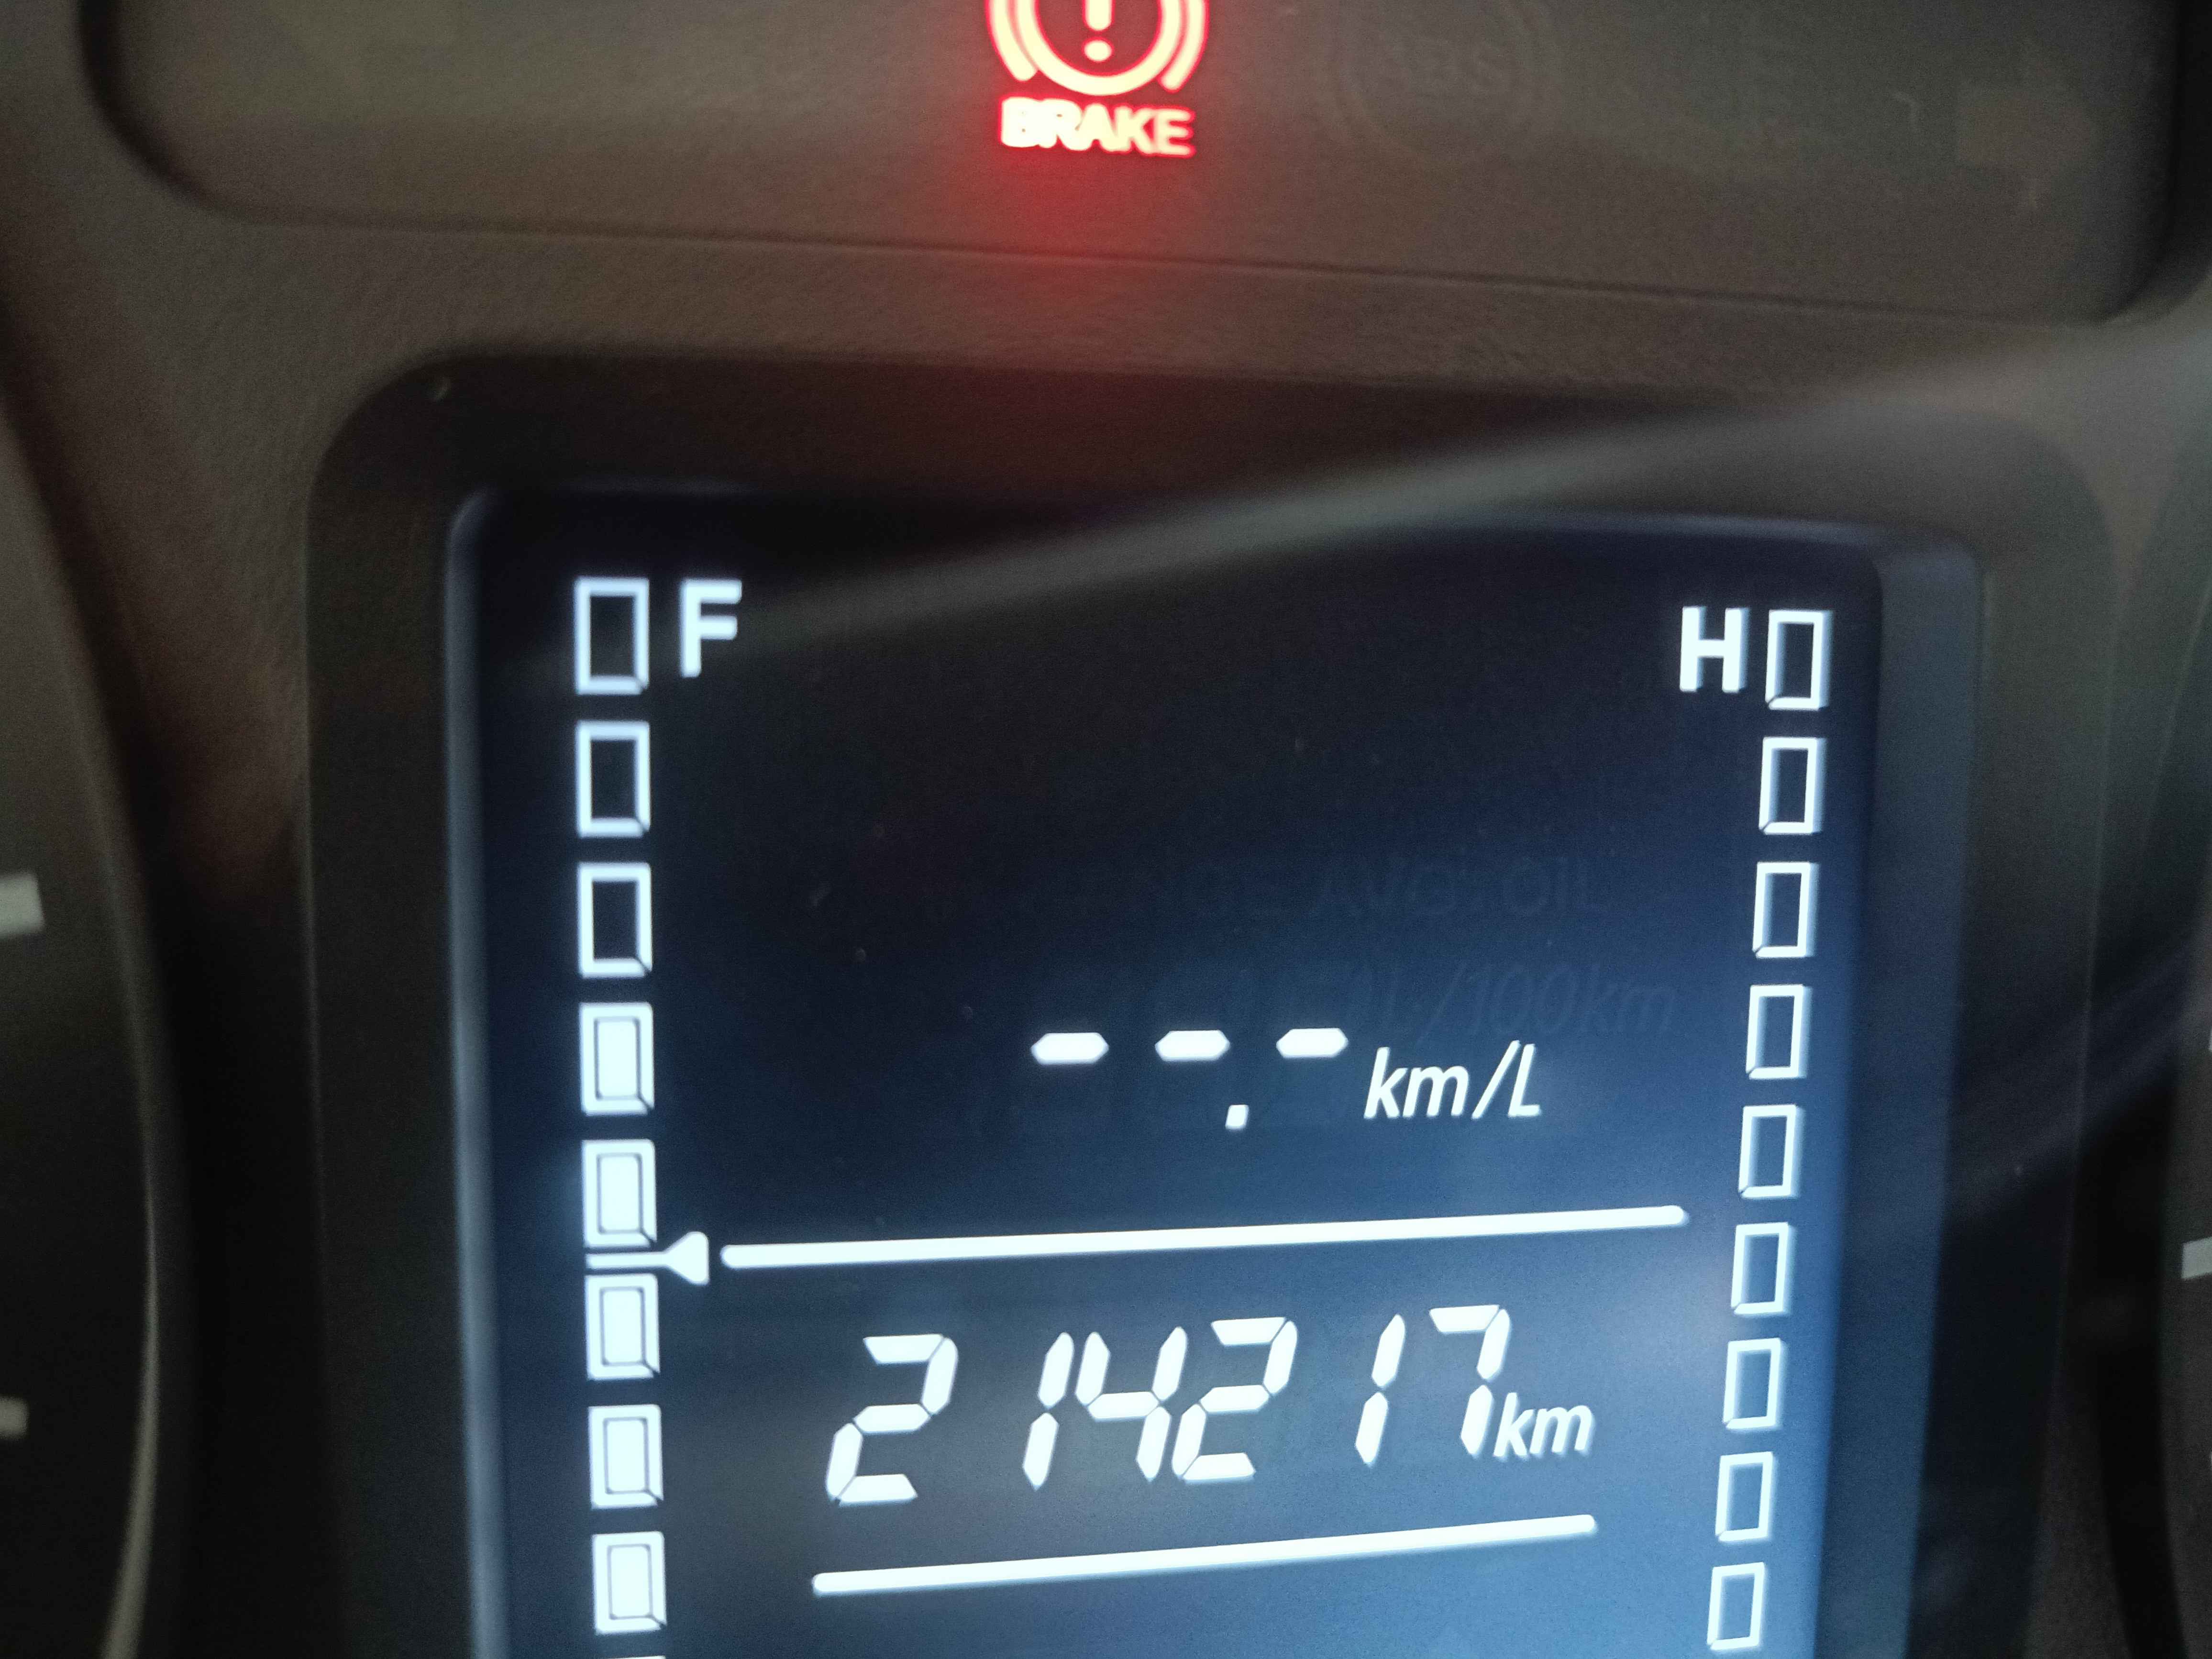 BRAKE
F H
--.- km/L
214217 km